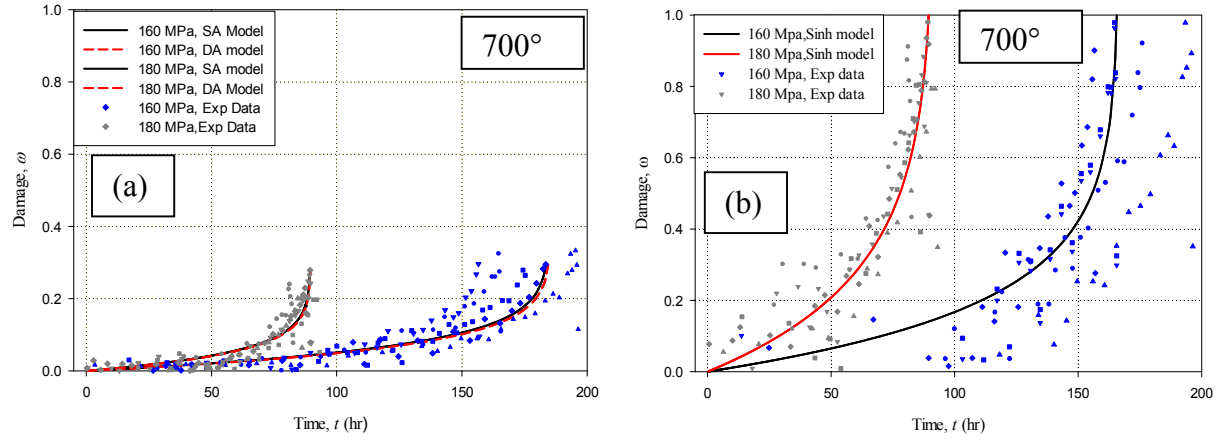 160 MPa, SA Model
160 MPa, DA Model
180 MPa, SA model
180 MPa, DA Model
160 MPa, Exp Data
180 MPa,Exp Data
700°
(a)
1.0
0.8
0.6
0.4
0.2
0.0
Damage, ω
0
50
100
150
200
Time, t (hr)
160 Mpa,Sinh model
180 Mpa,Sinh model
160 Mpa, Exp data
180 Mpa, Exp data
700°
(b)
1.0
0.8
0.6
0.4
0.2
0.0
Damage, ω
0
50
100
150
200
Time, t (hr)